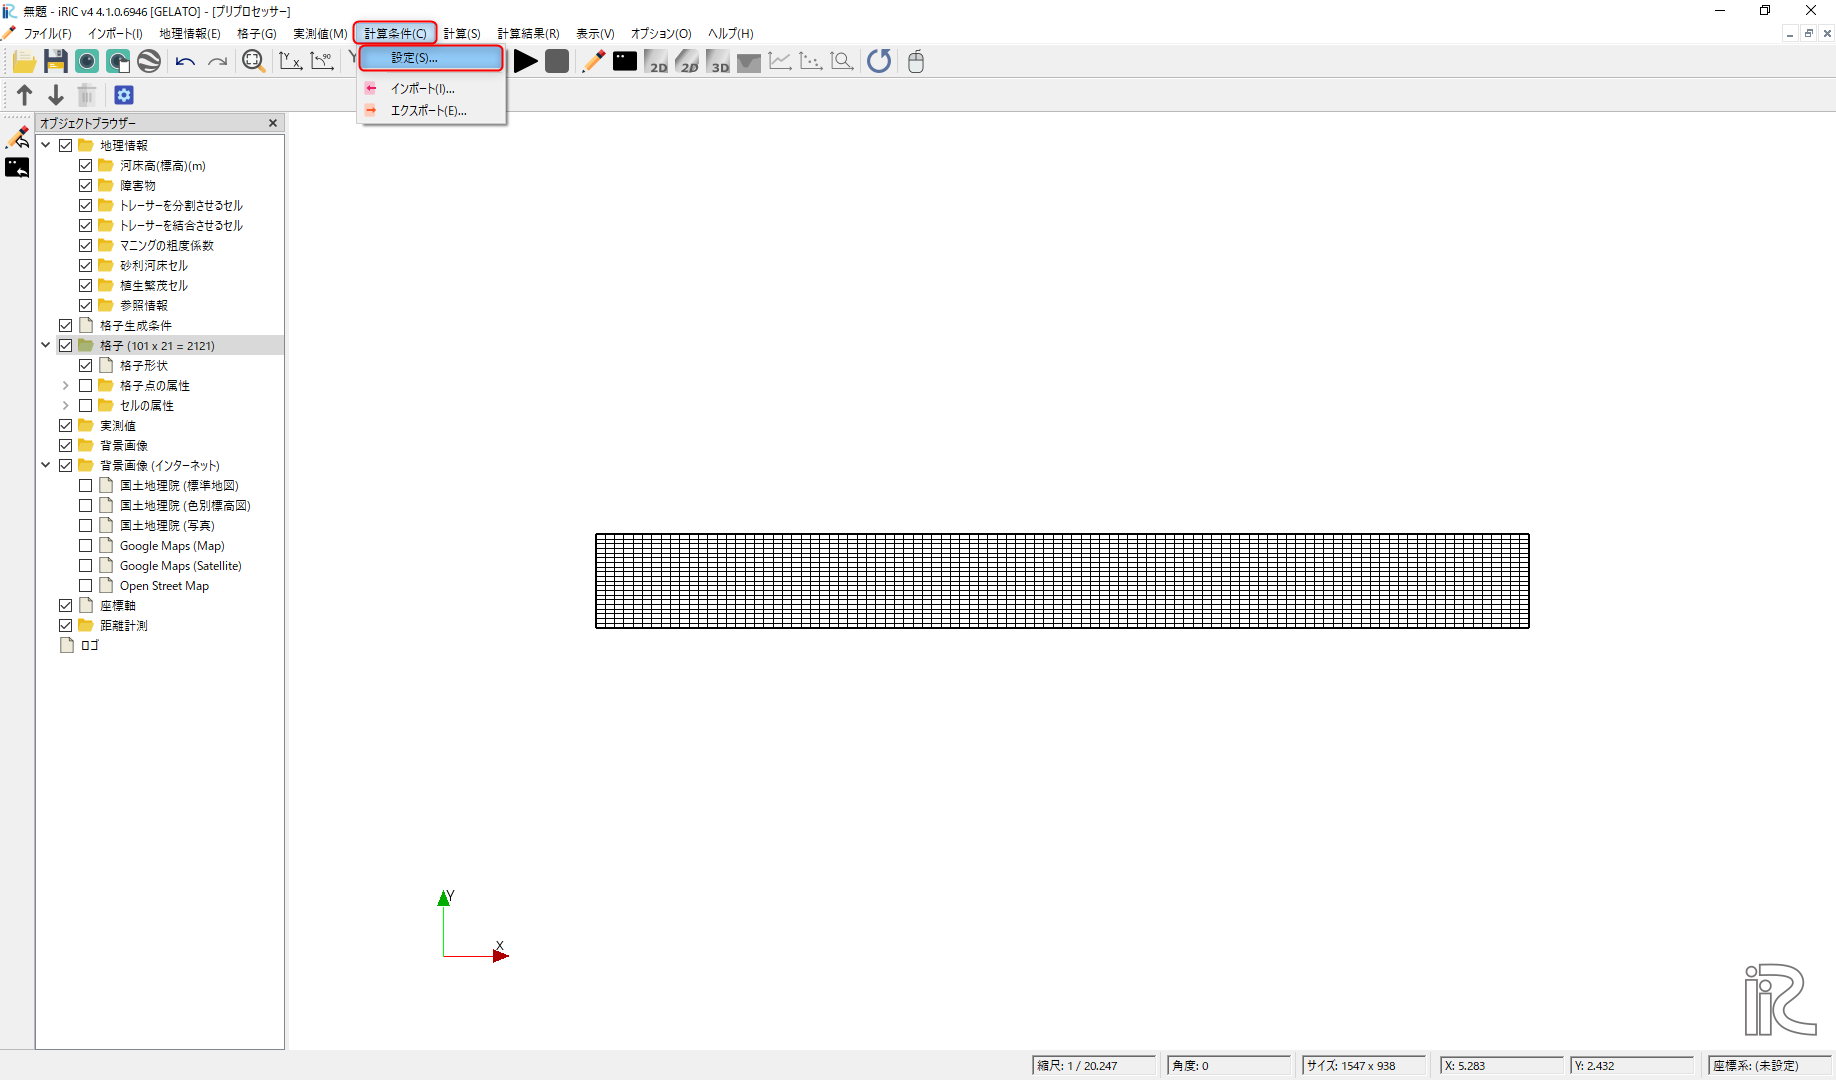 無題 - iRIC v4 4.1.0.6946 [GELATO] - [プリプロセッサー]
ファイル(F) インポート(I) 地理情報(E) 格子(G) 実測値(M) 計算条件(C) 計算(S) 計算結果(R) 表示(V) オプション(O) ヘルプ(H)
設定(S)...
インポート(I)...
エクスポート(E)...
2D 2D 3D
オブジェクトブラウザー
地理情報
河床高(標高)(m)
障害物
トレーサーを分割させるセル
トレーサーを結合させるセル
マニングの粗度係数
砂利河床セル
植生繁茂セル
参照情報
格子生成条件
格子 (101 x 21 = 2121)
格子形状
格子点の属性
セルの属性
実測値
背景画像
背景画像 (インターネット)
国土地理院 (標準地図)
国土地理院 (色別標高図)
国土地理院 (写真)
Google Maps (Map)
Google Maps (Satellite)
Open Street Map
座標軸
距離計測
ロゴ
Y
X
iRIC
縮尺: 1 / 20.247 角度: 0 サイズ: 1547 x 938 X: 5.283 Y: 2.432 座標系: (未設定)